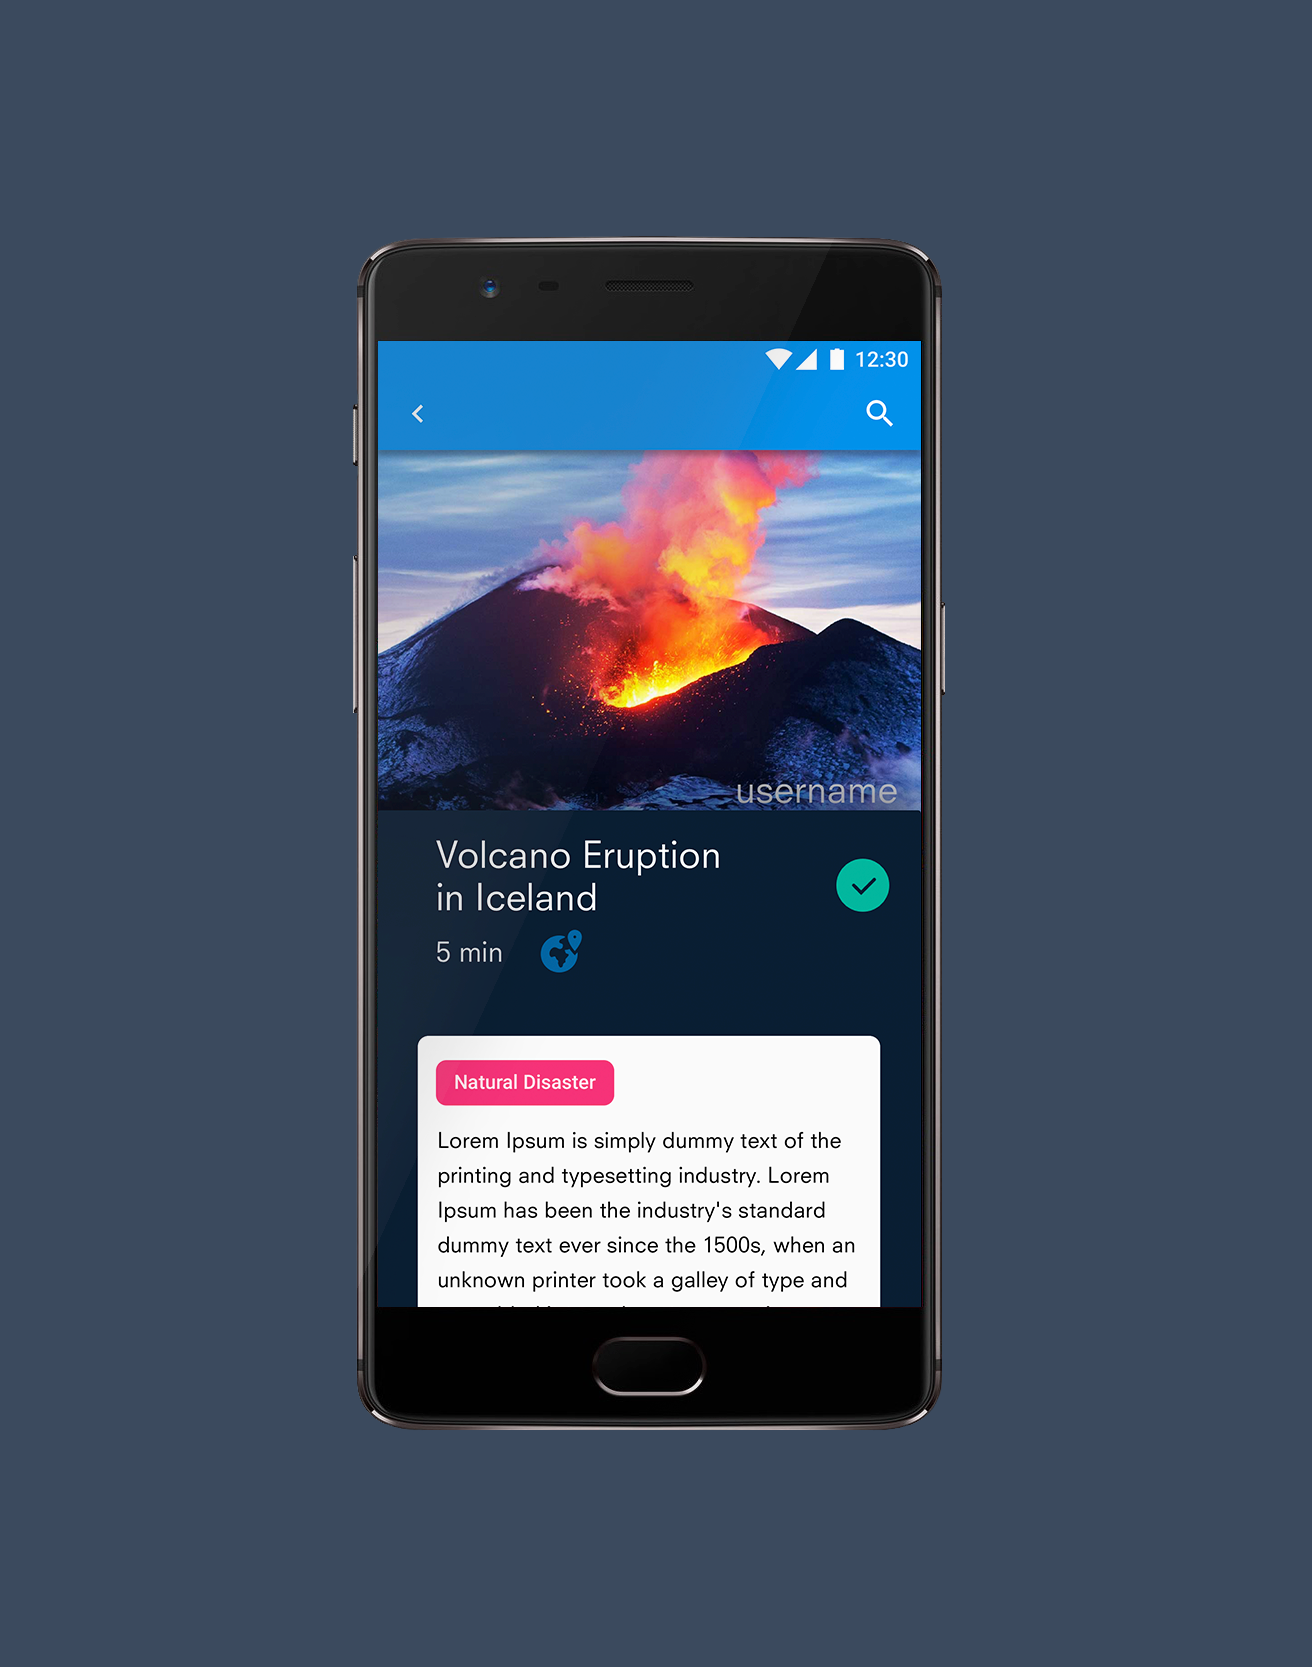 12:30
username
Volcano Eruption
in Iceland
5 min
Natural Disaster
Lorem Ipsum is simply dummy text of the
printing and typesetting industry. Lorem
Ipsum has been the industry's standard
dummy text ever since the 1500s, when an
unknown printer took a galley of type and